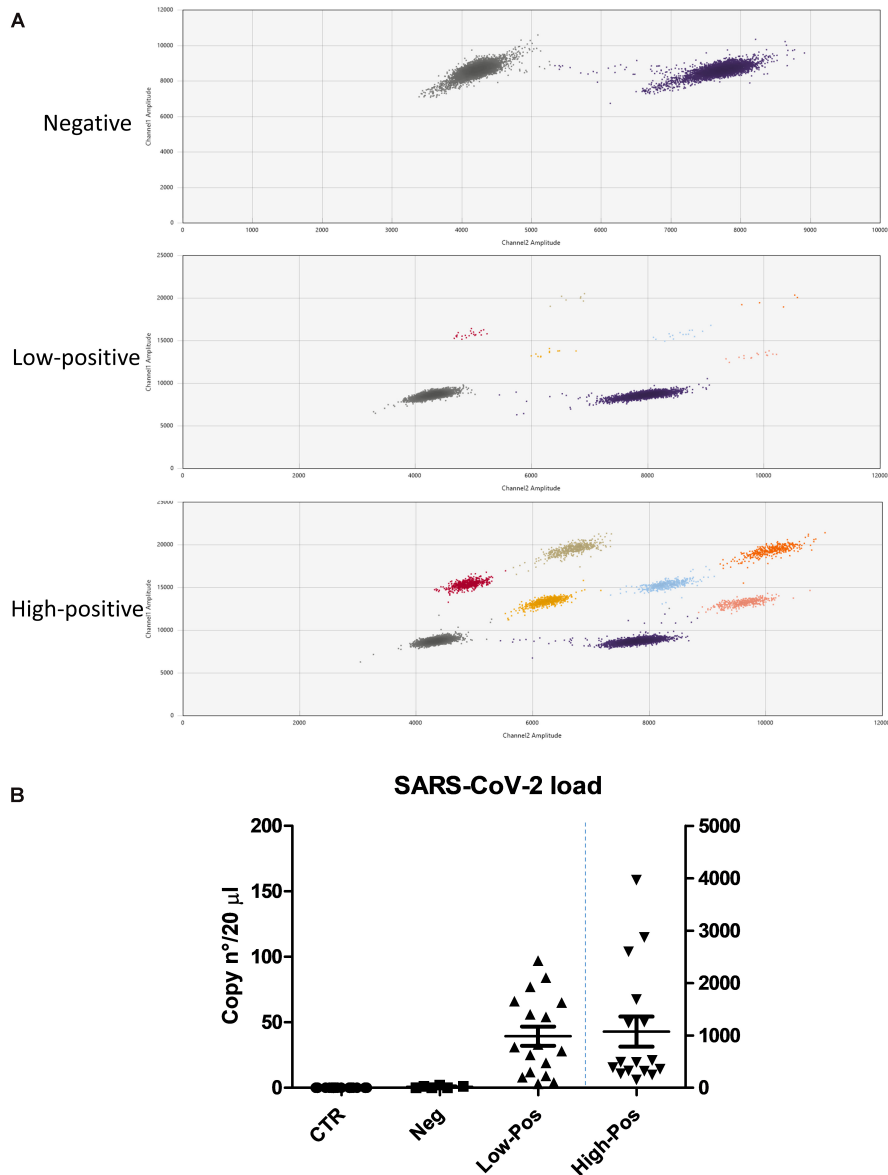 A
Negative
Channel1 Amplitude
12000
10000
8000
6000
4000
2000
0
0 1000 2000 3000 4000 5000 6000 7000 8000 9000 10000
Channel2 Amplitude
Low-positive
Channel1 Amplitude
25000
20000
15000
10000
5000
0
0 2000 4000 6000 8000 10000 12000
Channel2 Amplitude
High-positive
Channel1 Amplitude
25000
20000
15000
10000
5000
0
0 2000 4000 6000 8000 10000 12000
Channel2 Amplitude
B
SARS-CoV-2 load
Copy n°/20 μl
200
150
100
50
0
5000
4000
3000
2000
1000
0
CTR
Neg
Low-Pos
High-Pos